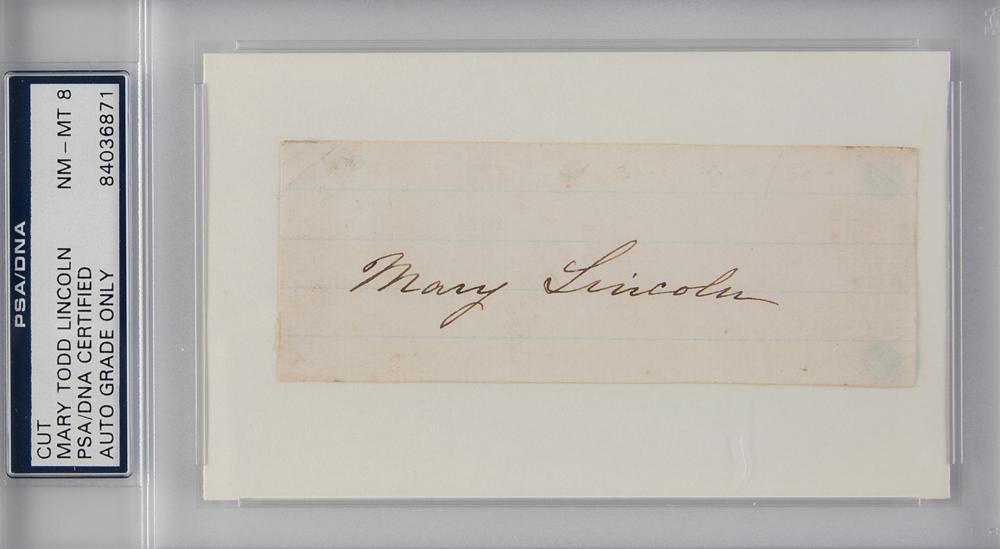 PSA/DNA
CUT
MARY TODD LINCOLN NM-MT 8
PSA/DNA CERTIFIED
AUTO GRADE ONLY 84036871
Mary Lincoln